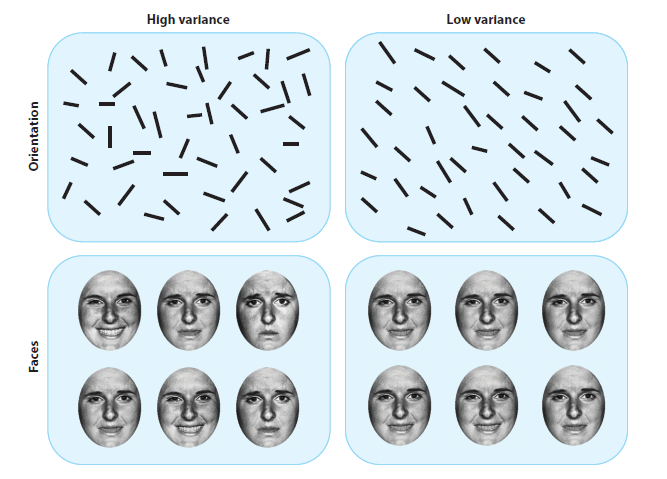 High variance
Low variance
Orientation
Faces